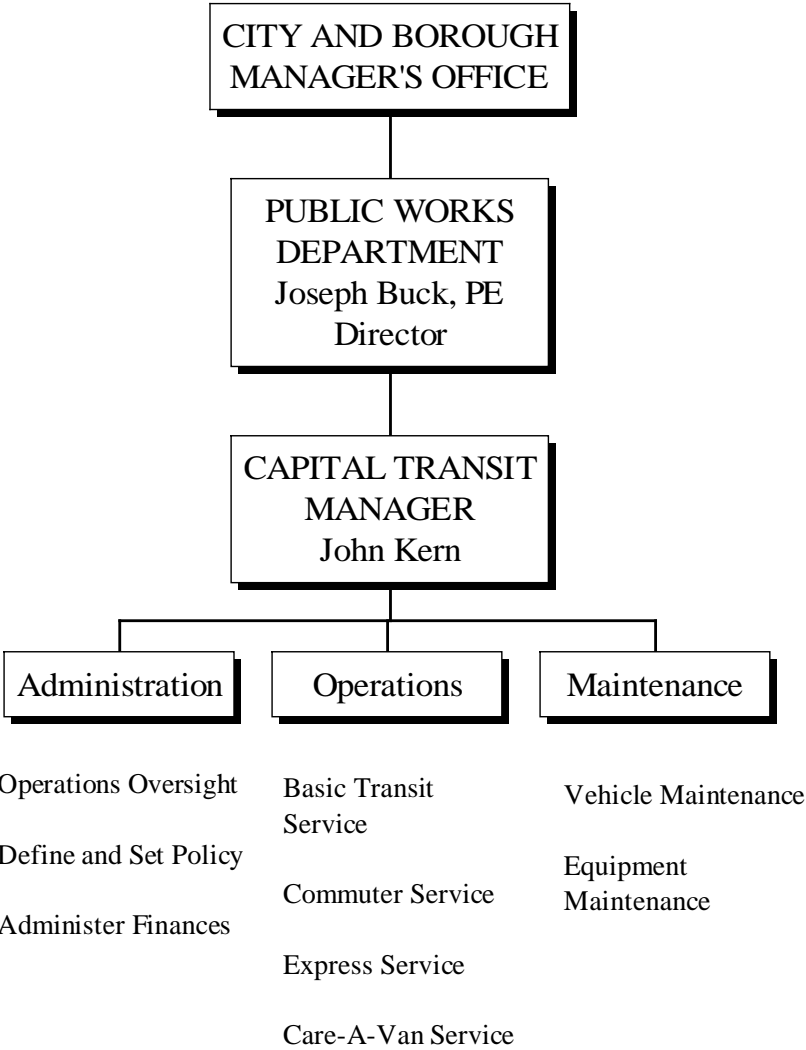 CITY AND BOROUGH
MANAGER'S OFFICE
PUBLIC WORKS
DEPARTMENT
Joseph Buck, PE
Director
CAPITAL TRANSIT
MANAGER
John Kern
Administration
Operations Oversight
Define and Set Policy
Administer Finances
Operations
Basic Transit
Service
Commuter Service
Express Service
Care-A-Van Service
Maintenance
Vehicle Maintenance
Equipment
Maintenance